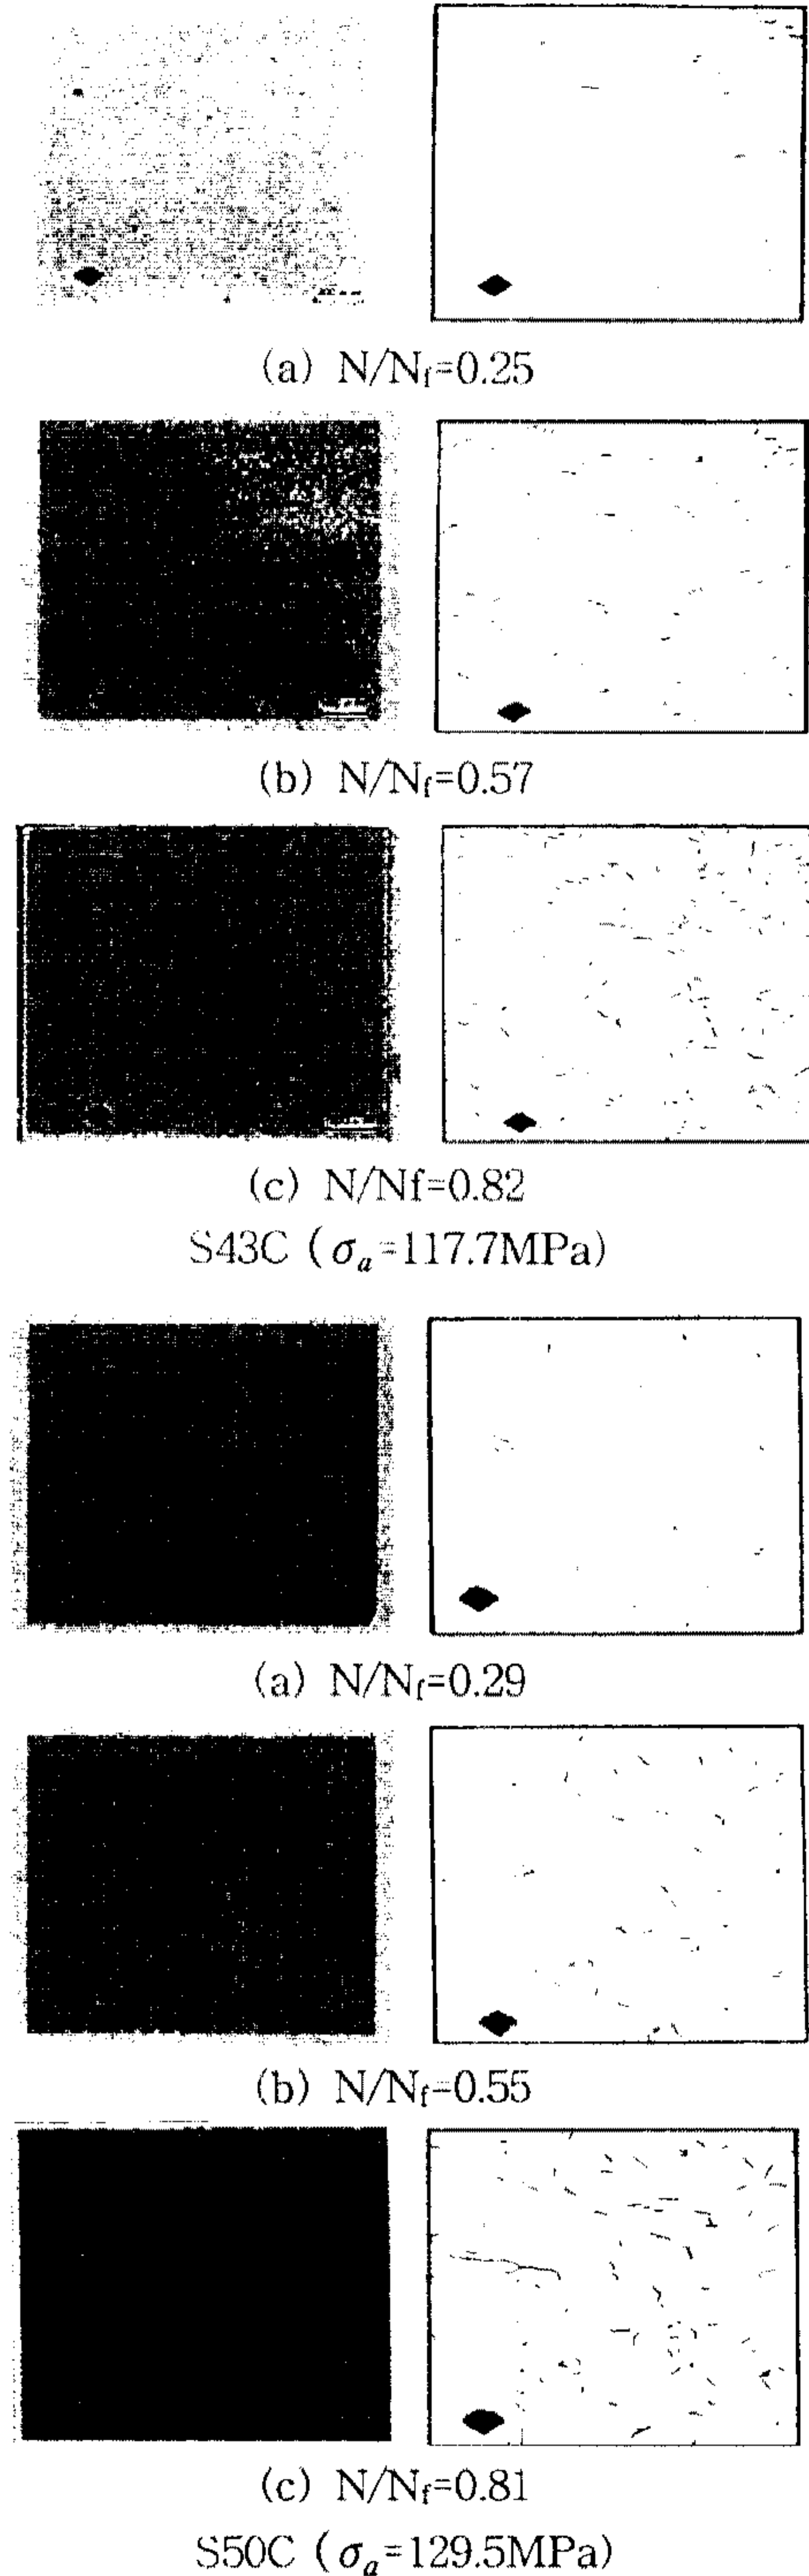 (a) N/Nf=0.25
(b) N/Nf=0.57
(c) N/Nf=0.82
S43C (σa=117.7MPa)
(a) N/Nf=0.29
(b) N/Nf=0.55
(c) N/Nf=0.81
S50C (σa=129.5MPa)